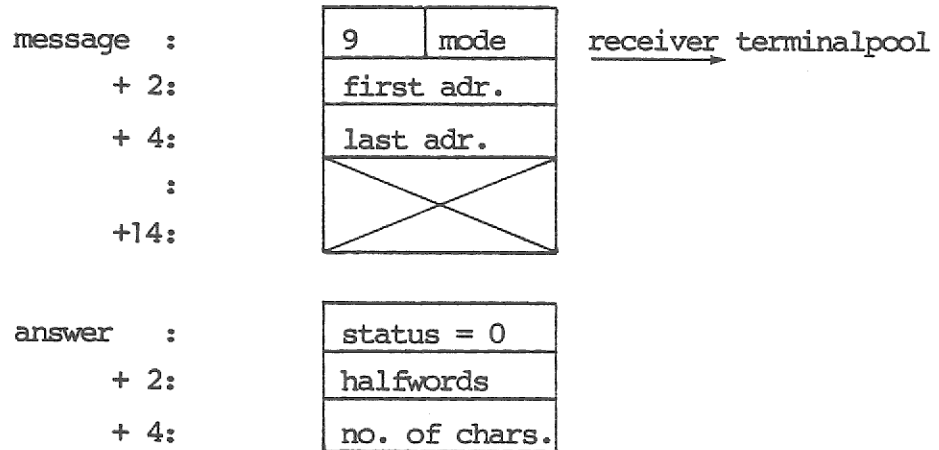 message : 9 mode receiver terminalpool
+ 2: first adr.
+ 4: last adr.
:
+14:
answer : status = 0
+ 2: halfwords
+ 4: no. of chars.